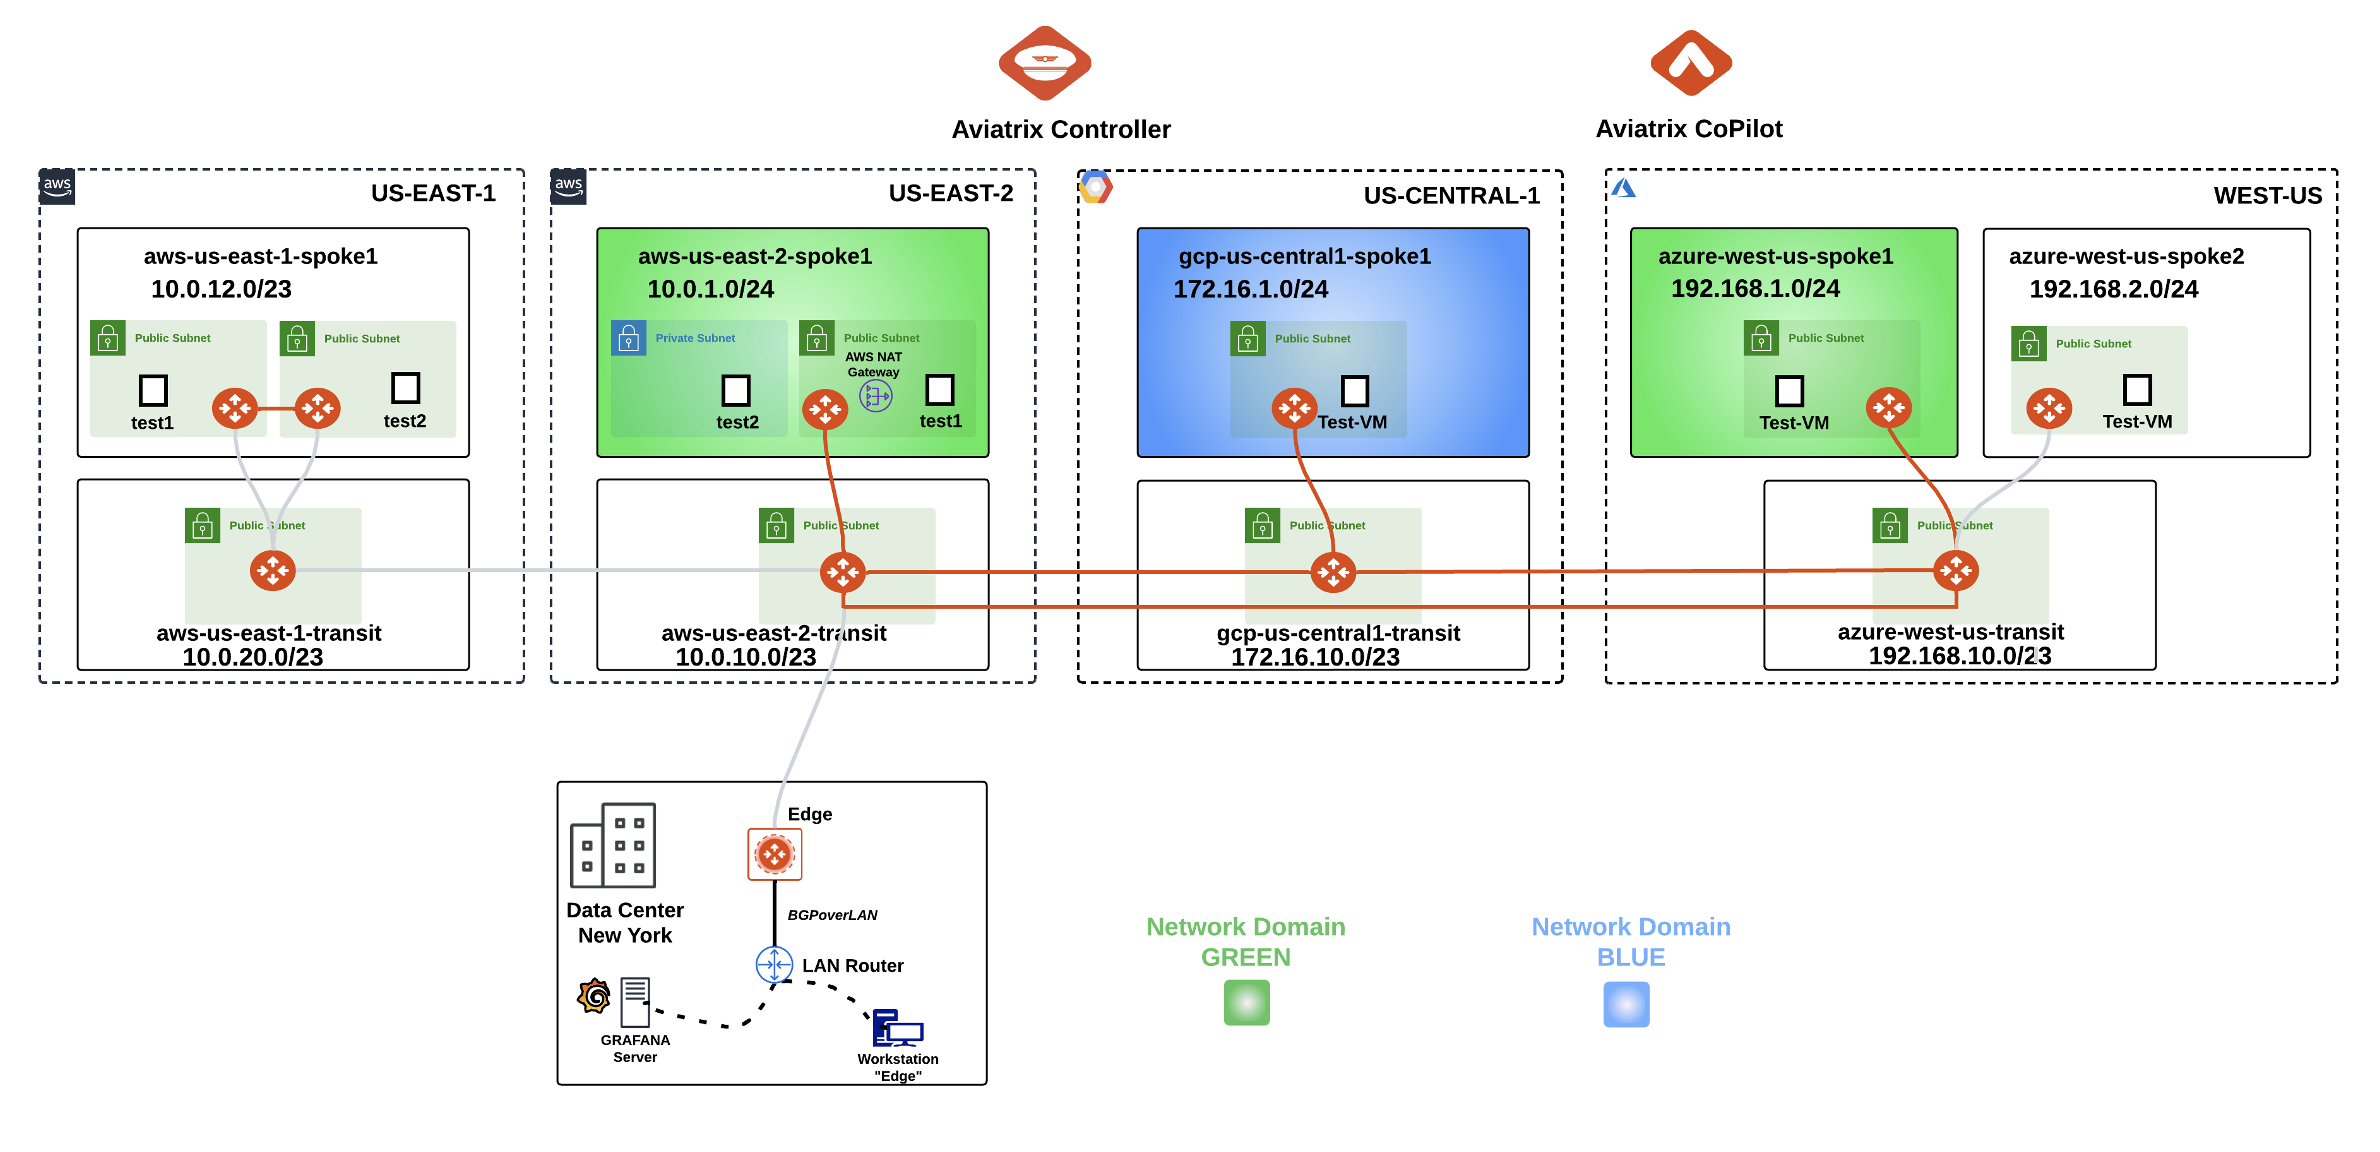 Aviatrix Controller
Aviatrix CoPilot
aws
US-EAST-1
aws-us-east-1-spoke1
10.0.12.0/23
Public Subnet
test1
Public Subnet
test2
Public Subnet
aws-us-east-1-transit
10.0.20.0/23
aws
US-EAST-2
aws-us-east-2-spoke1
10.0.1.0/24
Private Subnet
test2
Public Subnet
AWS NAT
Gateway
test1
Public Subnet
aws-us-east-2-transit
10.0.10.0/23
US-CENTRAL-1
gcp-us-central1-spoke1
172.16.1.0/24
Public Subnet
Test-VM
Public Subnet
gcp-us-central1-transit
172.16.10.0/23
WEST-US
azure-west-us-spoke1
192.168.1.0/24
Public Subnet
Test-VM
azure-west-us-spoke2
192.168.2.0/24
Public Subnet
Test-VM
Public Subnet
azure-west-us-transit
192.168.10.0/23
Edge
Data Center
New York
BGPoverLAN
LAN Router
GRAFANA
Server
Workstation
"Edge"
Network Domain
GREEN
Network Domain
BLUE